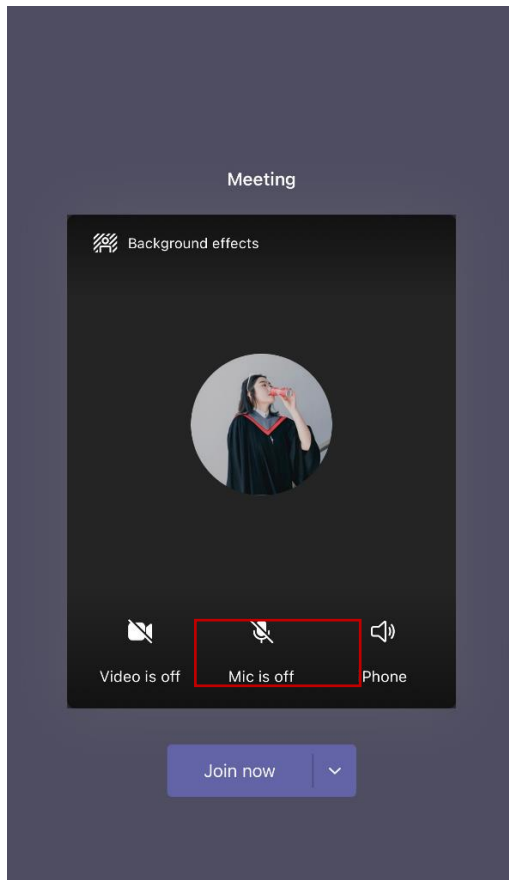 Meeting
Background effects
Video is off
Mic is off
Phone
Join now